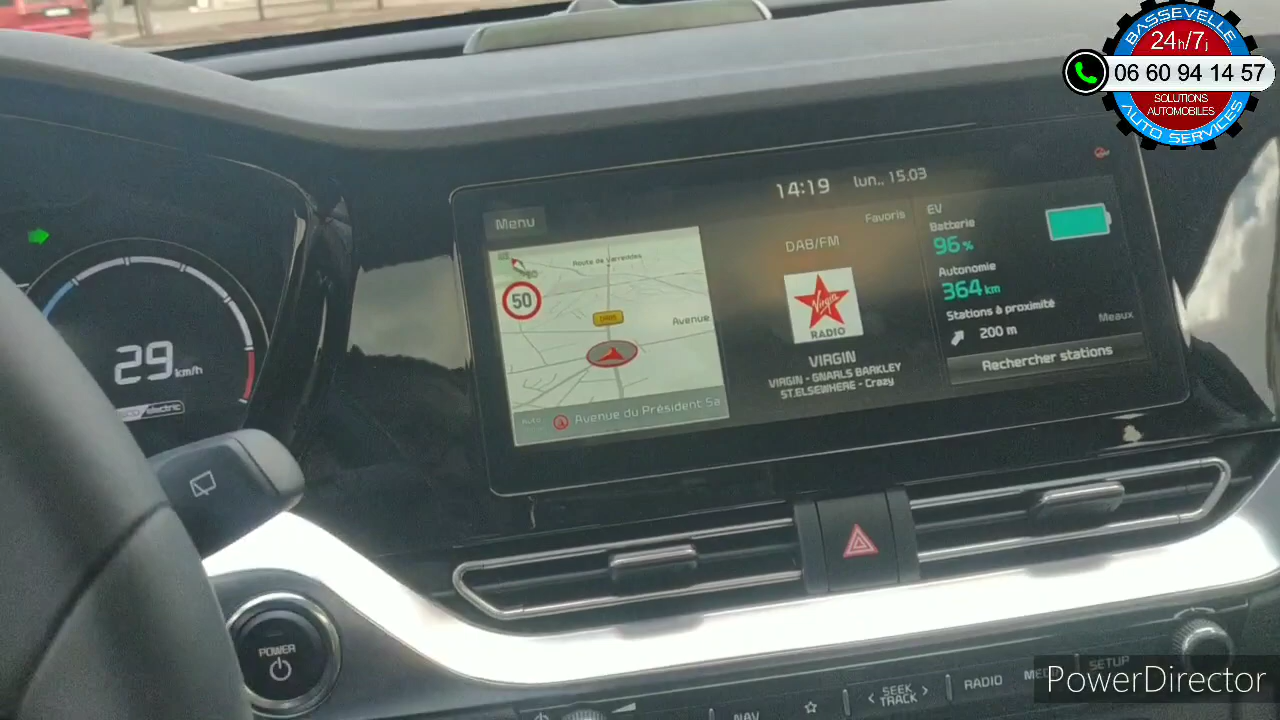 BASSEVELLE
24h/7j
06 60 94 14 57
SOLUTIONS
AUTOMOBILES
AUTO SERVICES
14:19 lun., 15.03
Menu
Route de Varreddes
50
Avenue
Avenue du Président Sa
Favoris
DAB/FM
Virgin
RADIO
VIRGIN
VIRGIN - GNARLS BARKLEY
ST.ELSEWHERE - Crazy
EV
Batterie
96%
Autonomie
364 km
Stations à proximité
200 m Meaux
Rechercher stations
29 km/h
electric
POWER
NAV
SEEK
TRACK
RADIO
SETUP
PowerDirector